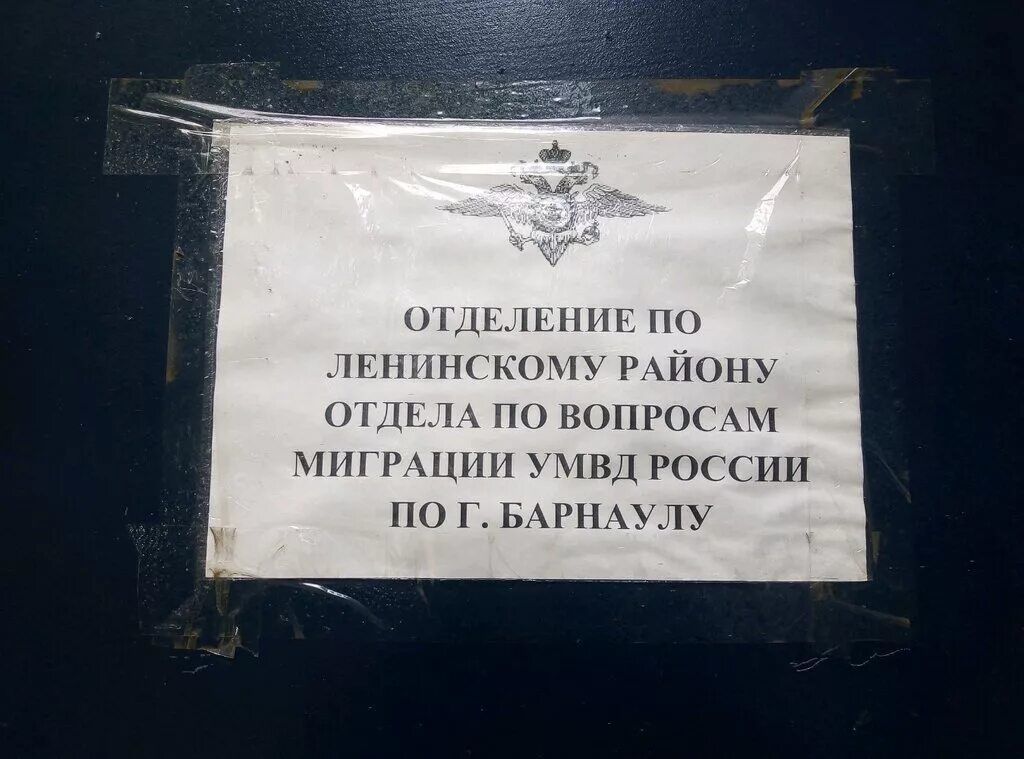 ОТДЕЛЕНИЕ ПО
ЛЕНИНСКОМУ РАЙОНУ
ОТДЕЛА ПО ВОПРОСАМ
МИГРАЦИИ УМВД РОССИИ
ПО Г. БАРНАУЛУ